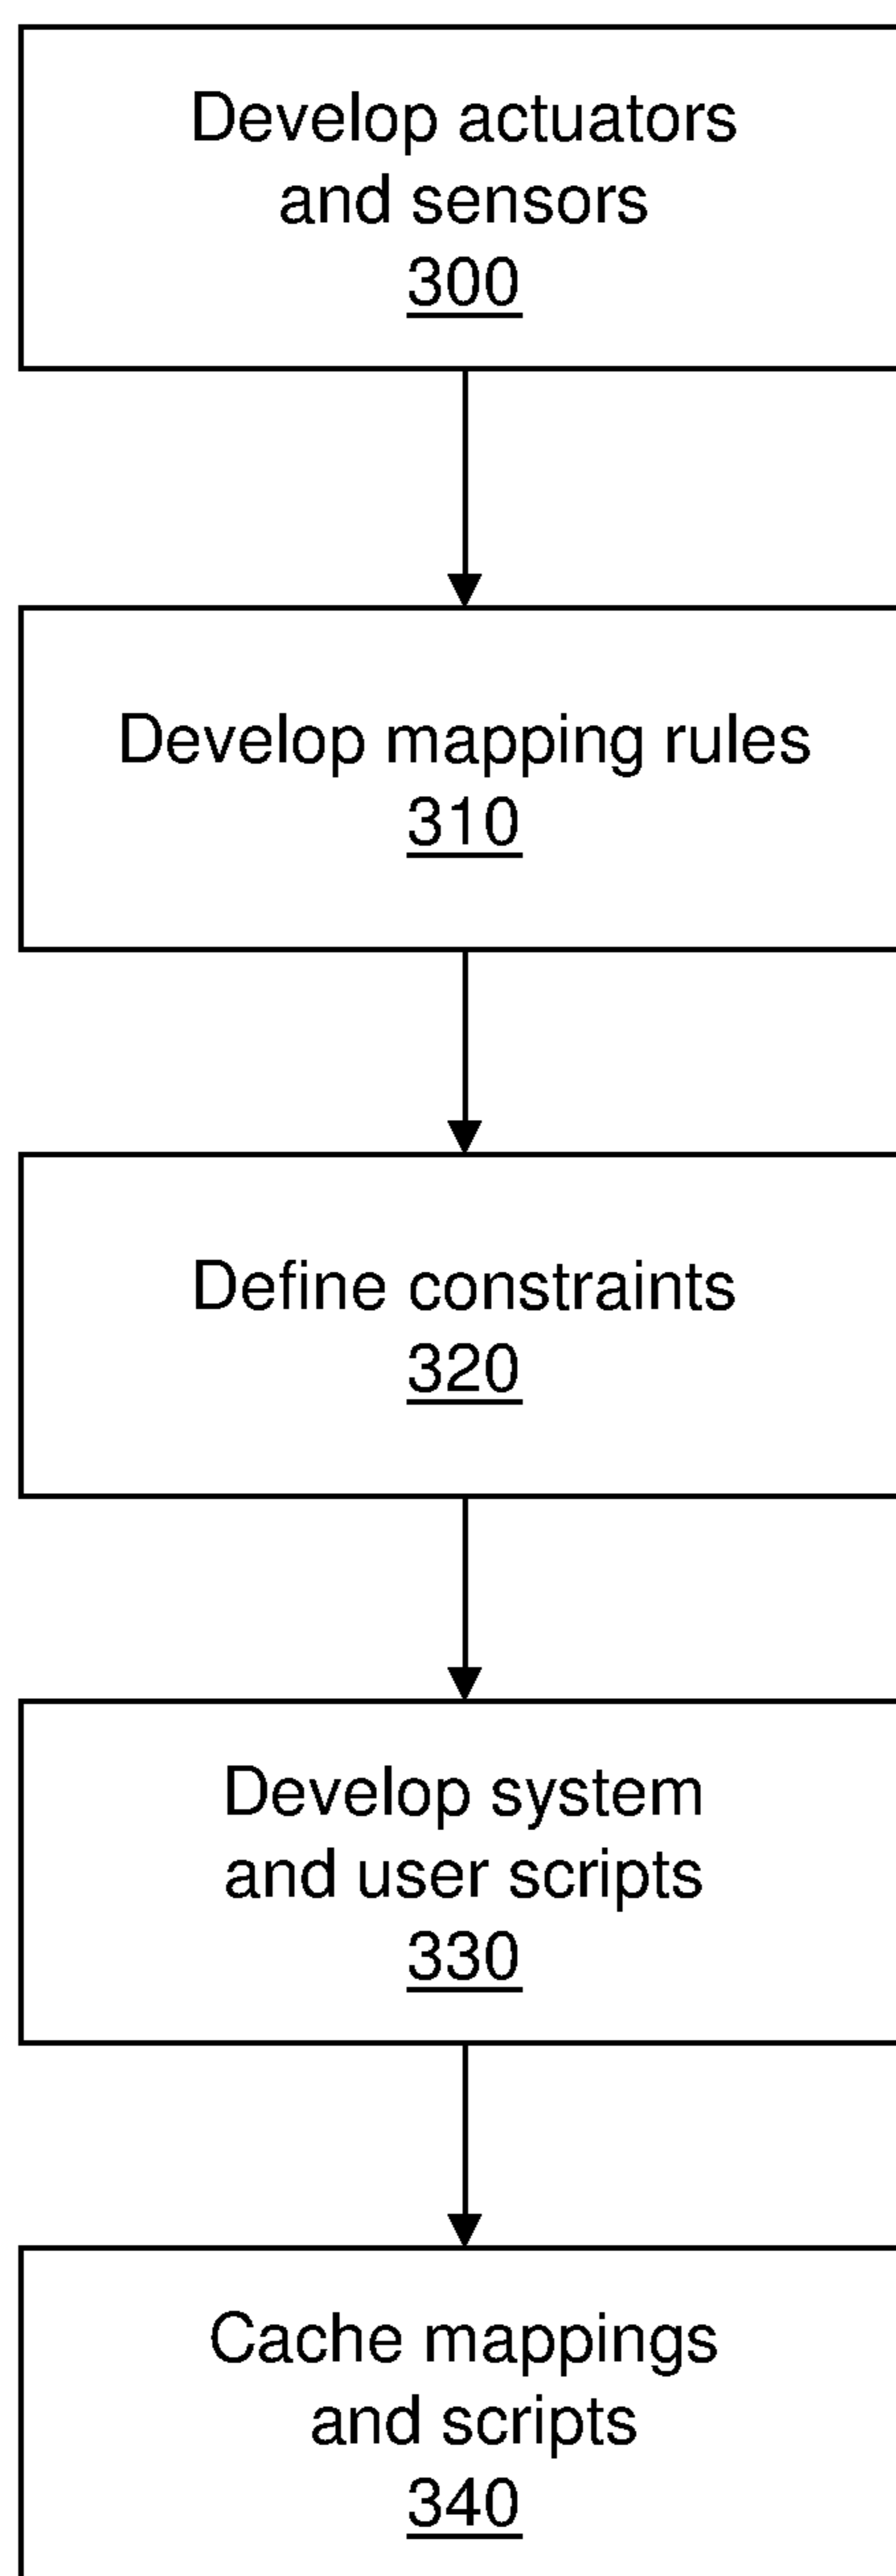 Develop actuators
and sensors
300
Develop mapping rules
310
Define constraints
320
Develop system
and user scripts
330
Cache mappings
and scripts
340